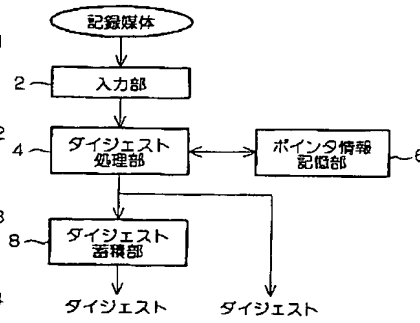 記録媒体
2
入力部
4
ダイジェスト
処理部
ポインタ情報
記憶部
6
8
ダイジェスト
蓄積部
ダイジェスト
ダイジェスト